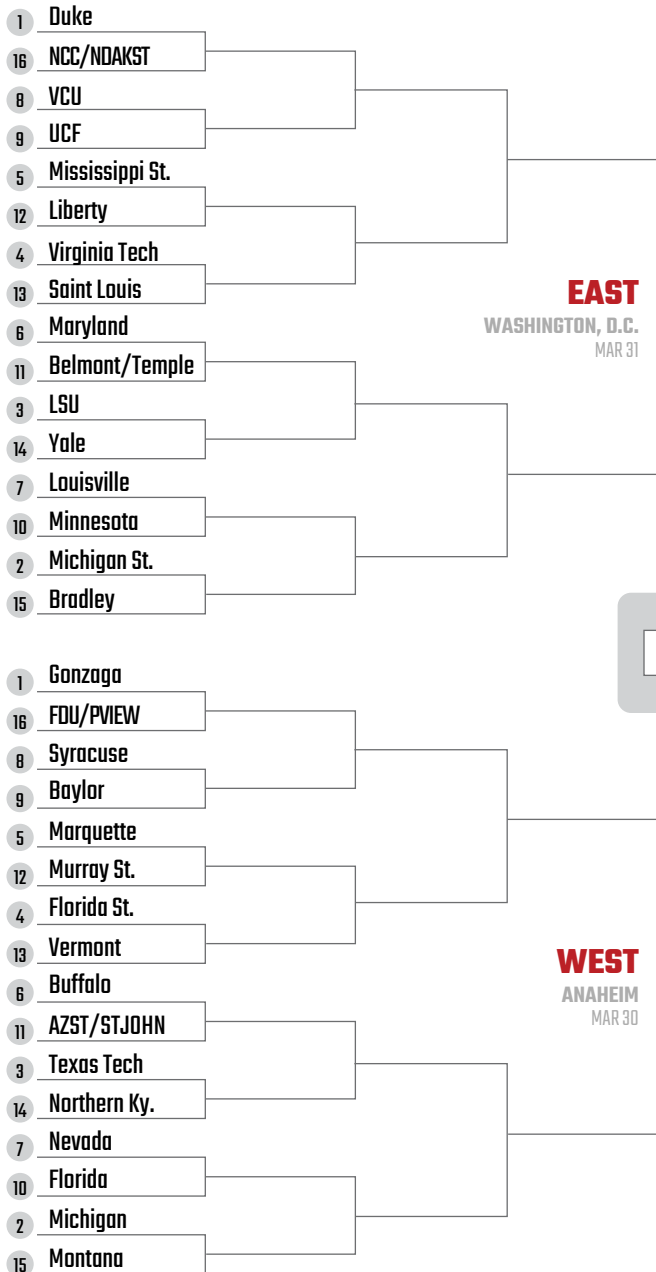 1 Duke
16 NCC/NDAKST
8 VCU
9 UCF
5 Mississippi St.
12 Liberty
4 Virginia Tech
13 Saint Louis
6 Maryland
11 Belmont/Temple
3 LSU
14 Yale
7 Louisville
10 Minnesota
2 Michigan St.
15 Bradley
EAST
WASHINGTON, D.C.
MAR 31
1 Gonzaga
16 FDU/PVIEW
8 Syracuse
9 Baylor
5 Marquette
12 Murray St.
4 Florida St.
13 Vermont
6 Buffalo
11 AZST/STJOHN
3 Texas Tech
14 Northern Ky.
7 Nevada
10 Florida
2 Michigan
15 Montana
WEST
ANAHEIM
MAR 30